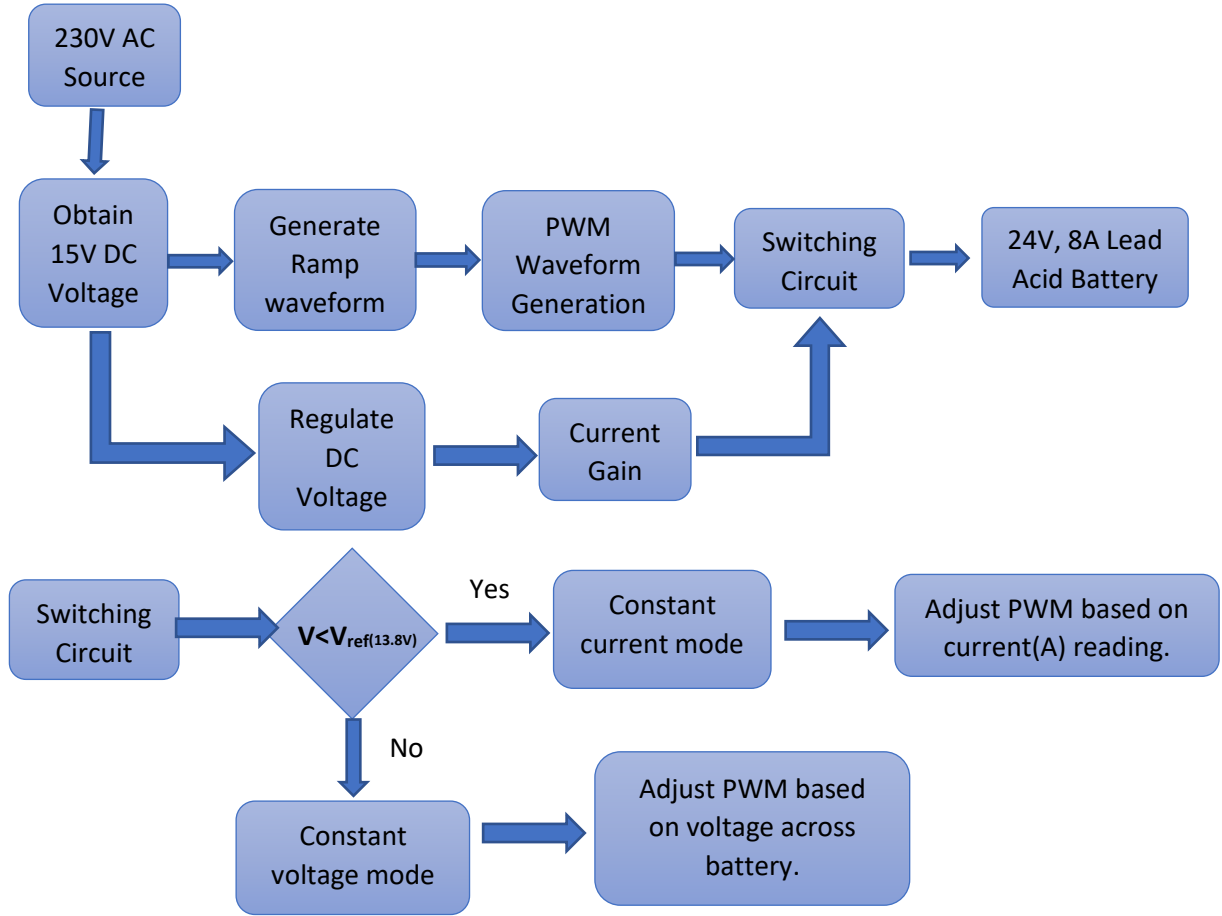 230V AC
Source
Obtain
15V DC
Voltage
Generate
Ramp
waveform
PWM
Waveform
Generation
Switching
Circuit
24V, 8A Lead
Acid Battery
Regulate
DC
Voltage
Current
Gain
Switching
Circuit
V<Vref(13.8V)
Yes
Constant
current mode
Adjust PWM based on
current(A) reading.
No
Constant
voltage mode
Adjust PWM based
on voltage across
battery.